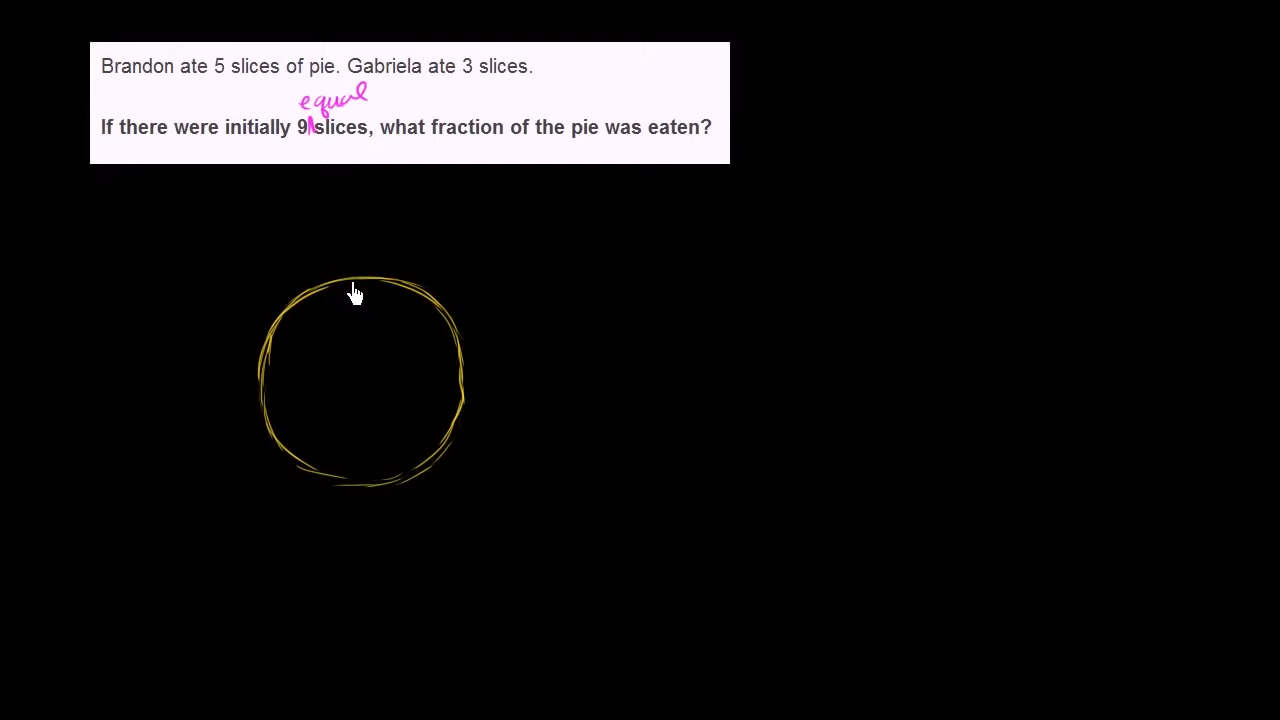 Brandon ate 5 slices of pie. Gabriela ate 3 slices.
equal
If there were initially 9 slices, what fraction of the pie was eaten?